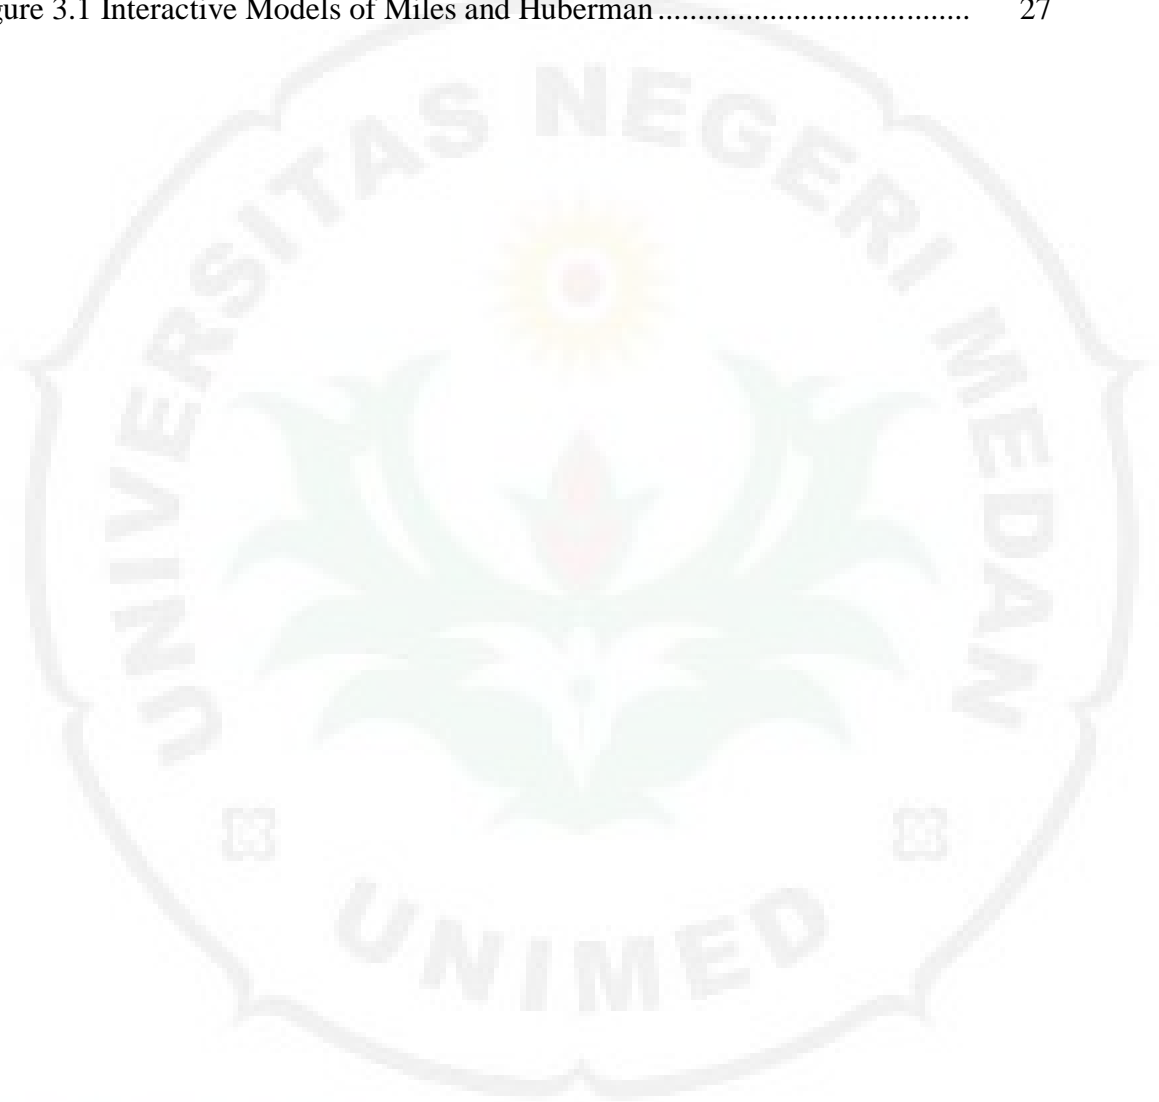 gure 3.1 Interactive Models of Miles and Huberman ................................... 27
UNIVERSITAS NEGERI MEDAN
UNIMED